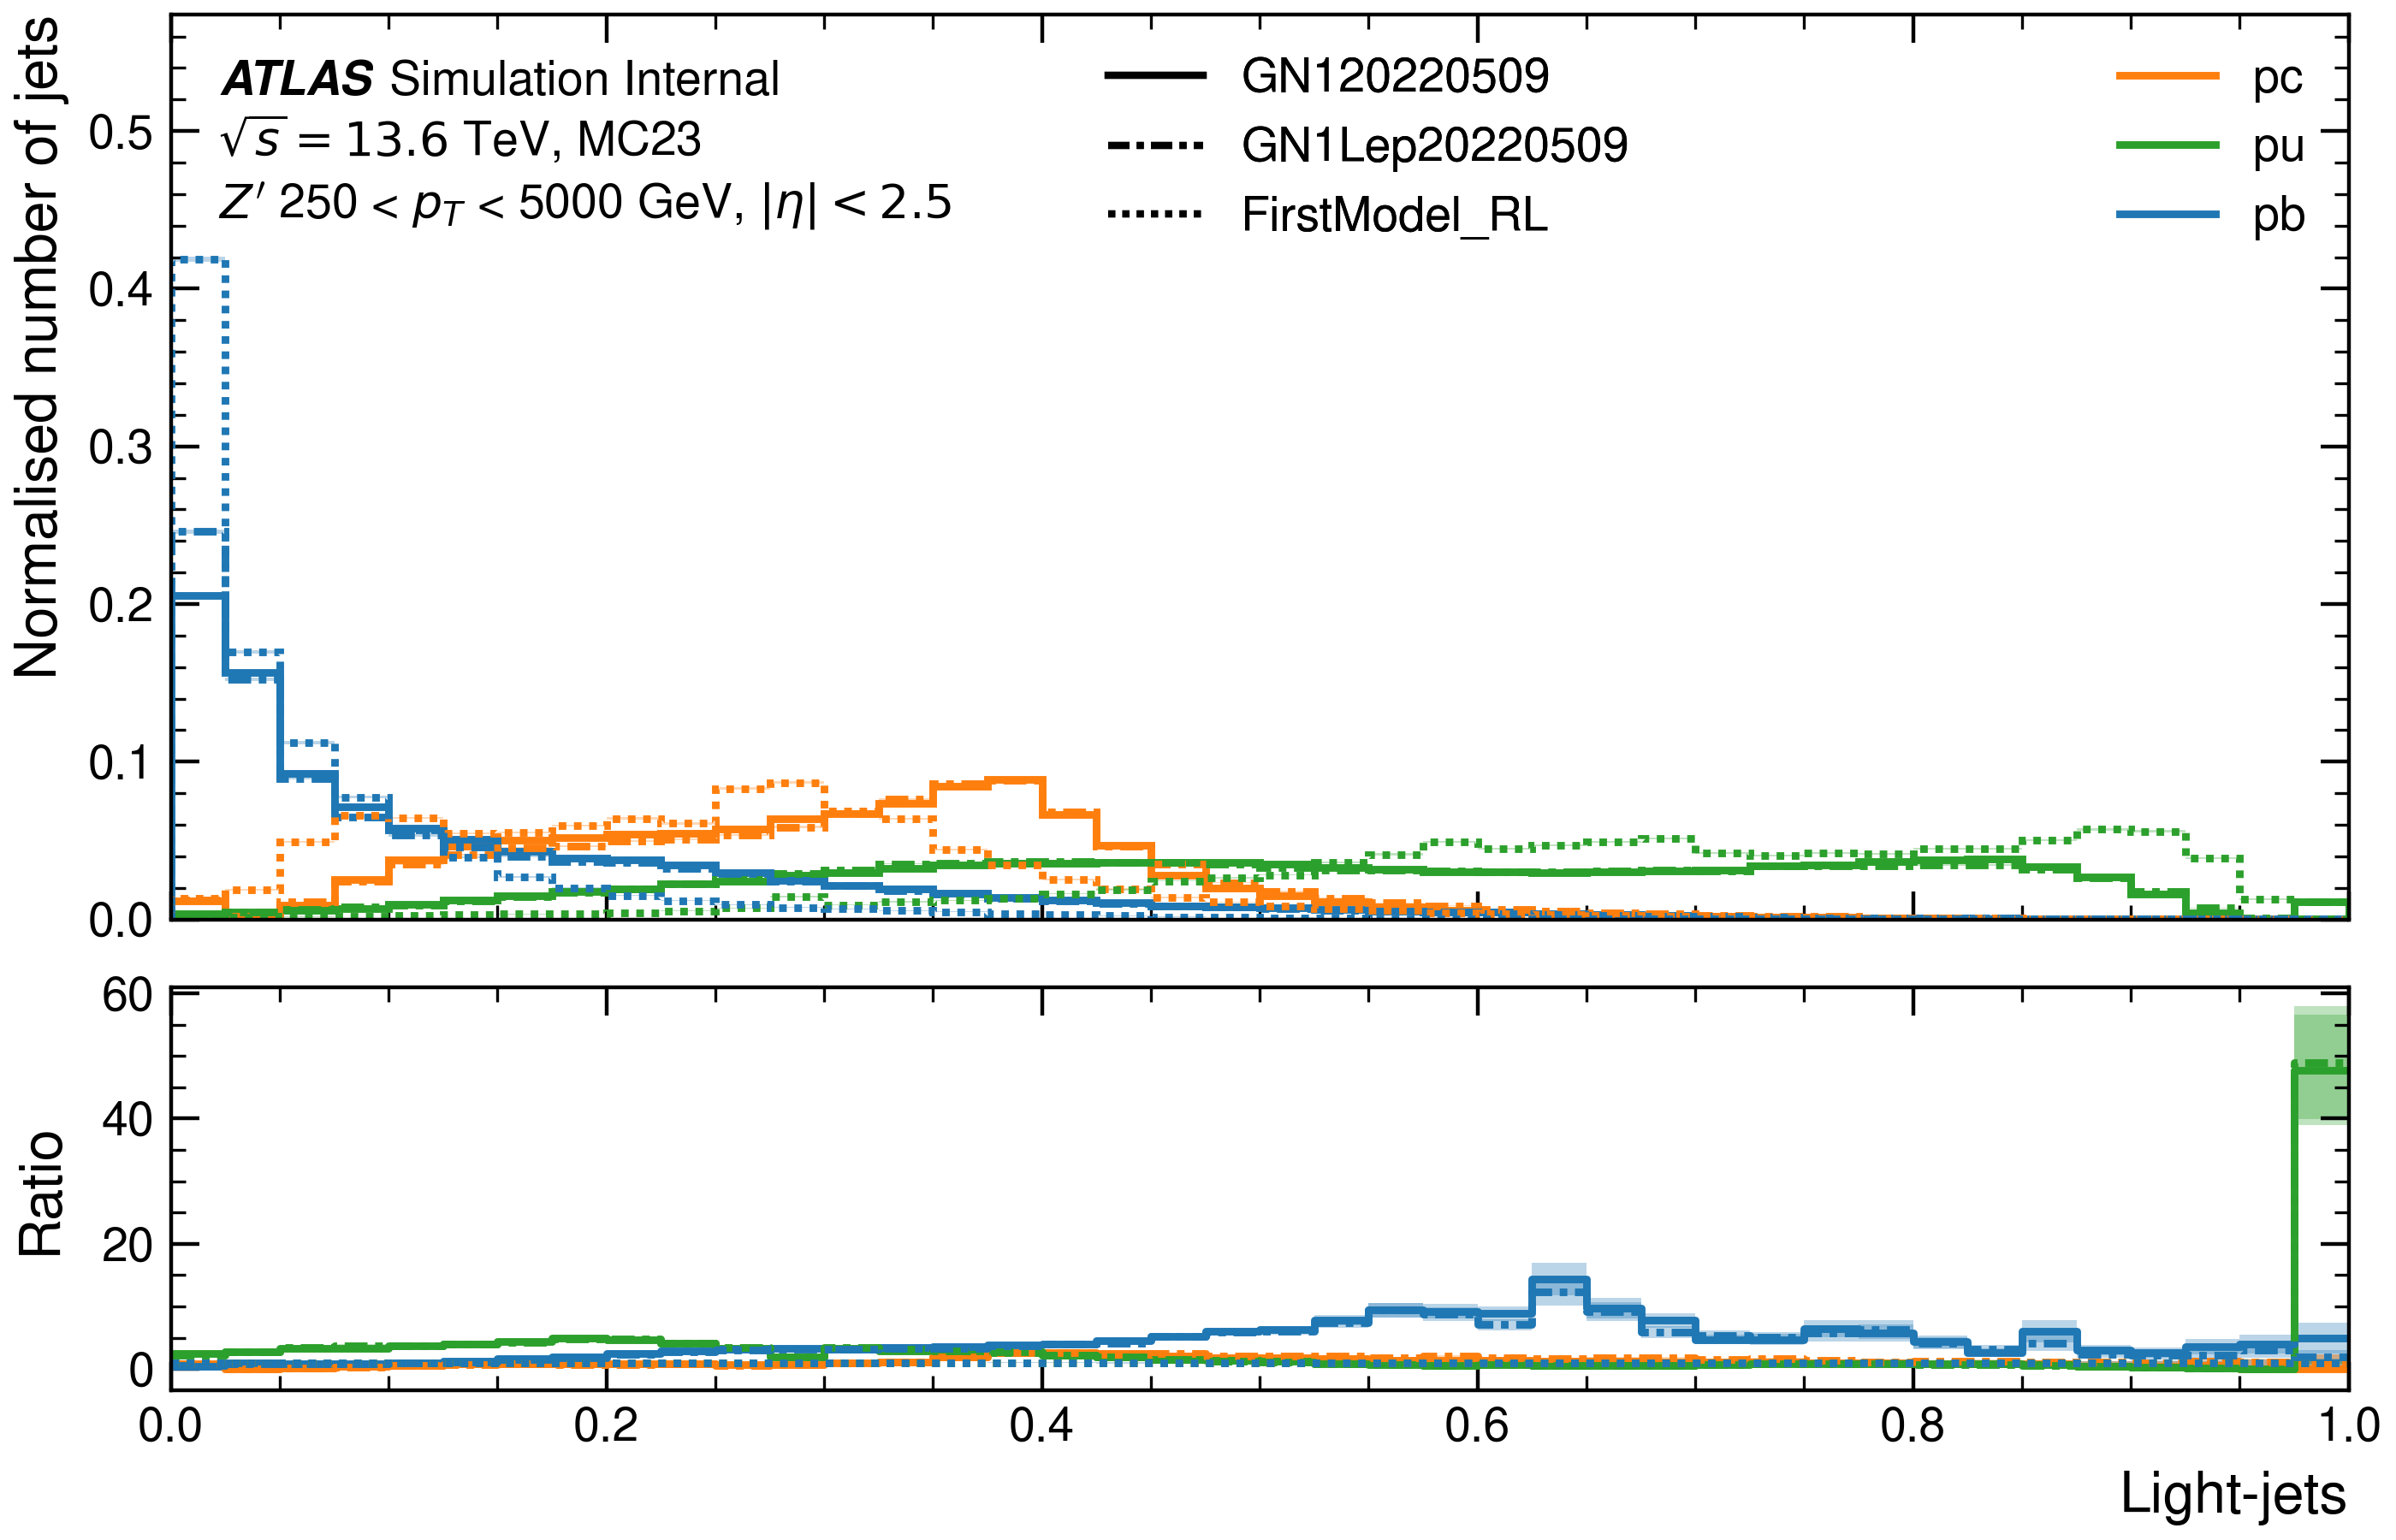 Normalised number of jets
ATLAS Simulation Internal
√s = 13.6 TeV, MC23
Z′ 250 < pT < 5000 GeV, |η| < 2.5
GN120220509
GN1Lep20220509
FirstModel_RL
pc
pu
pb
0.5
0.4
0.3
0.2
0.1
0.0
Ratio
60
40
20
0
0.0 0.2 0.4 0.6 0.8 1.0
Light-jets